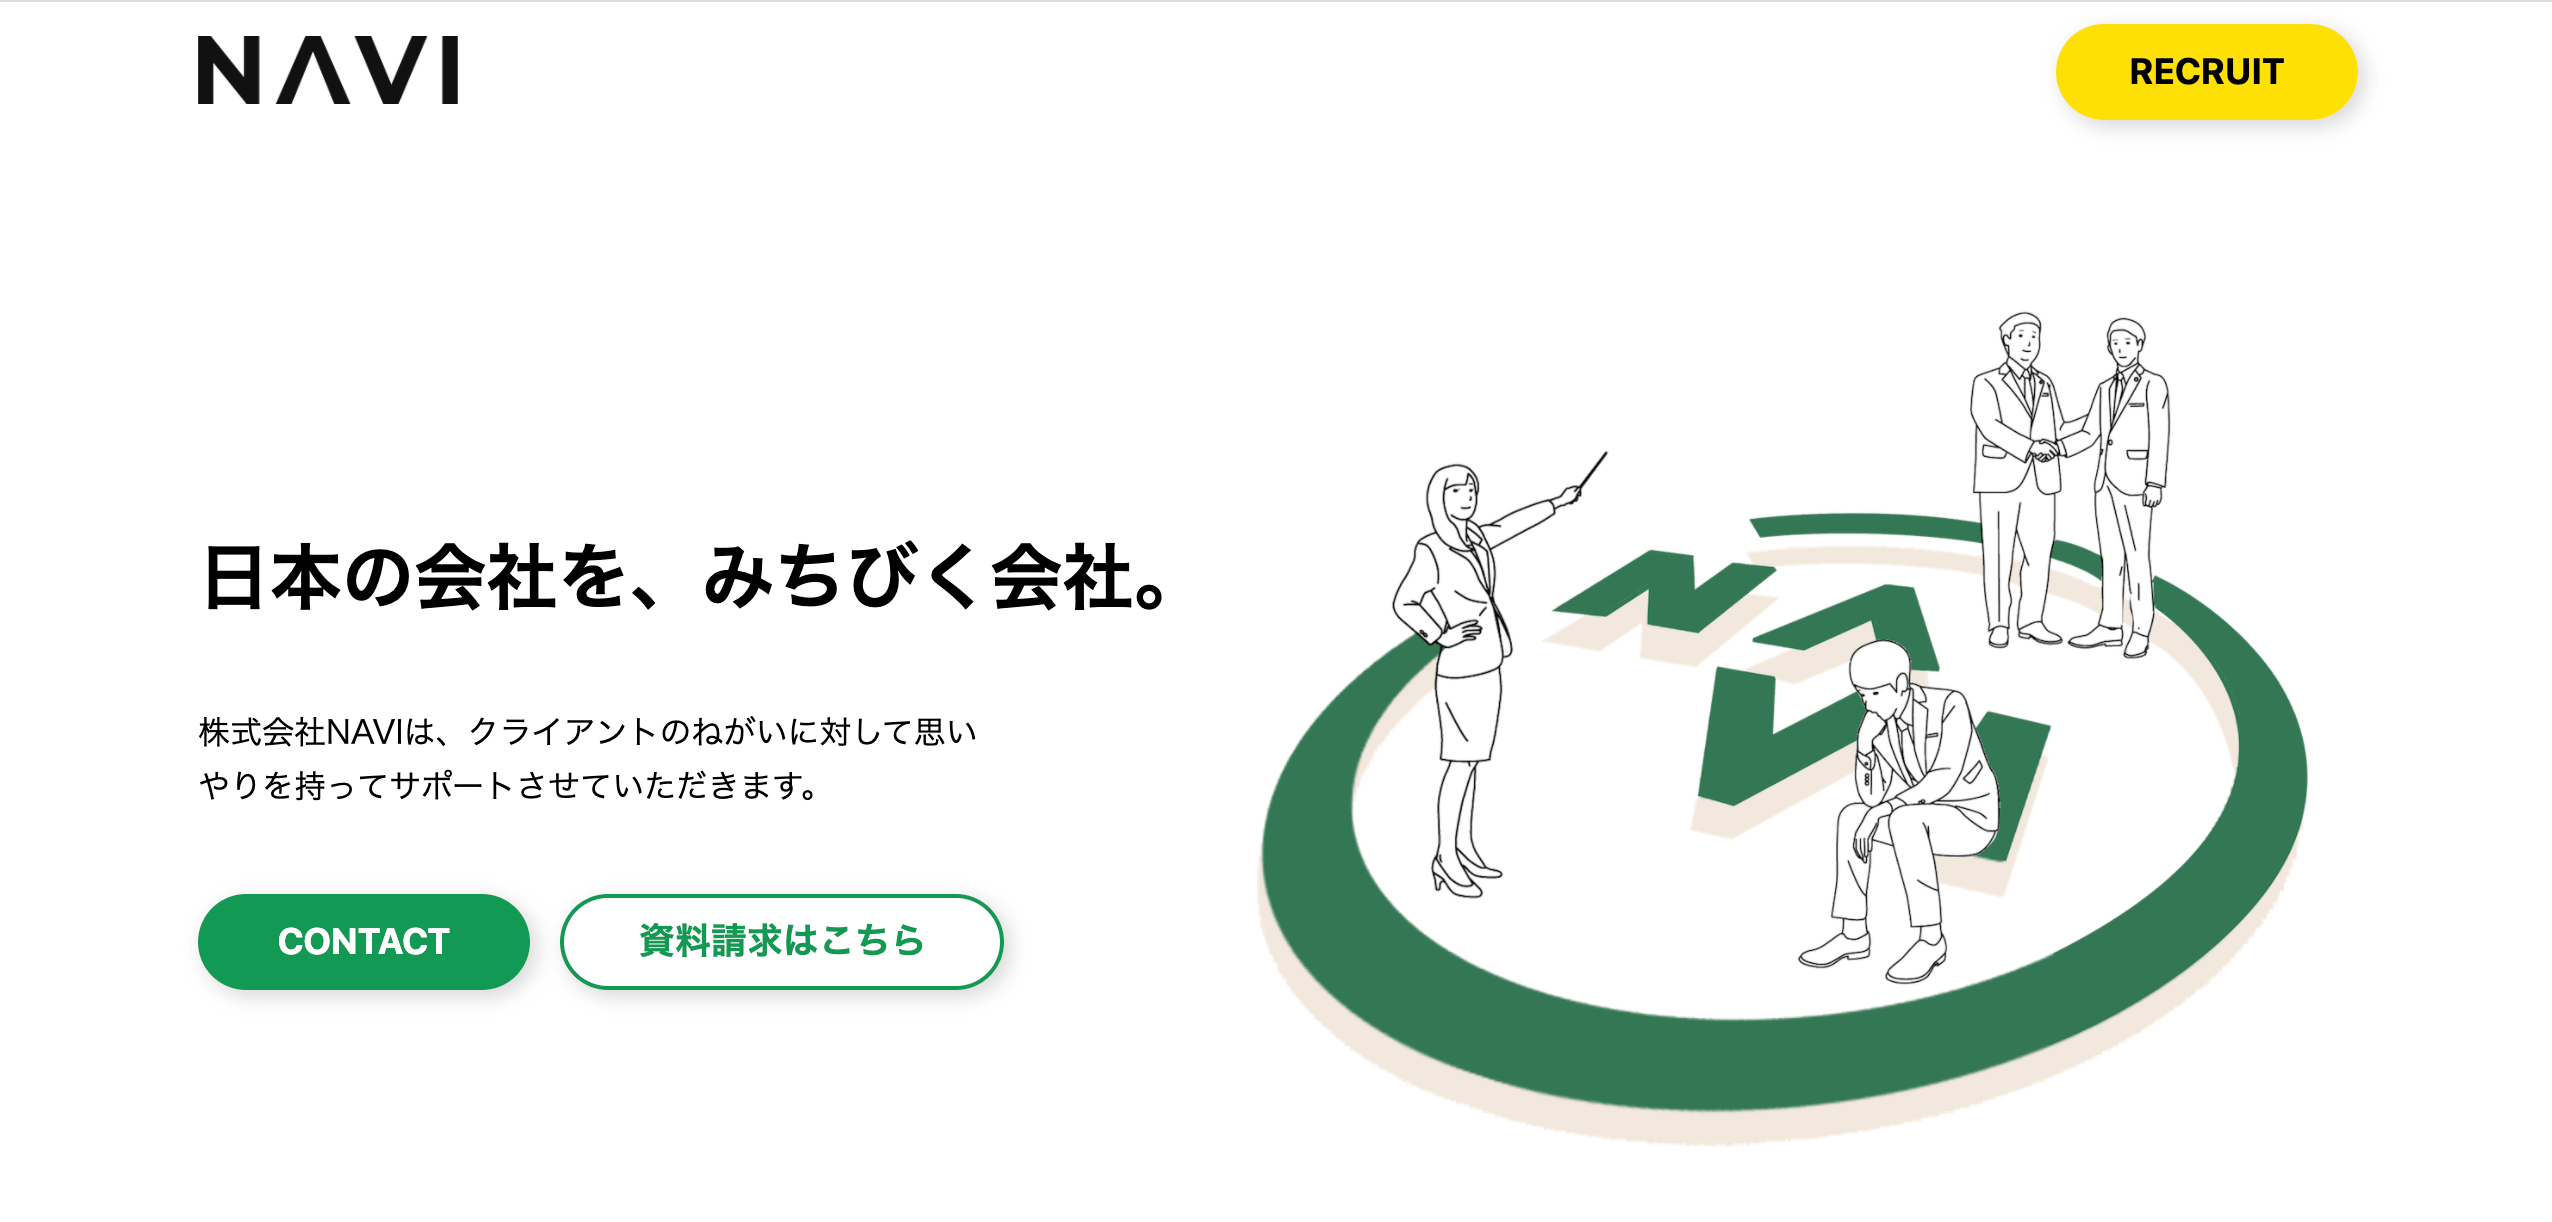 NAVI
RECRUIT
日本の会社を、みちびく会社。
株式会社NAVIは、クライアントのねがいに対して思い
やりを持ってサポートさせていただきます。
CONTACT
資料請求はこちら
NAVI